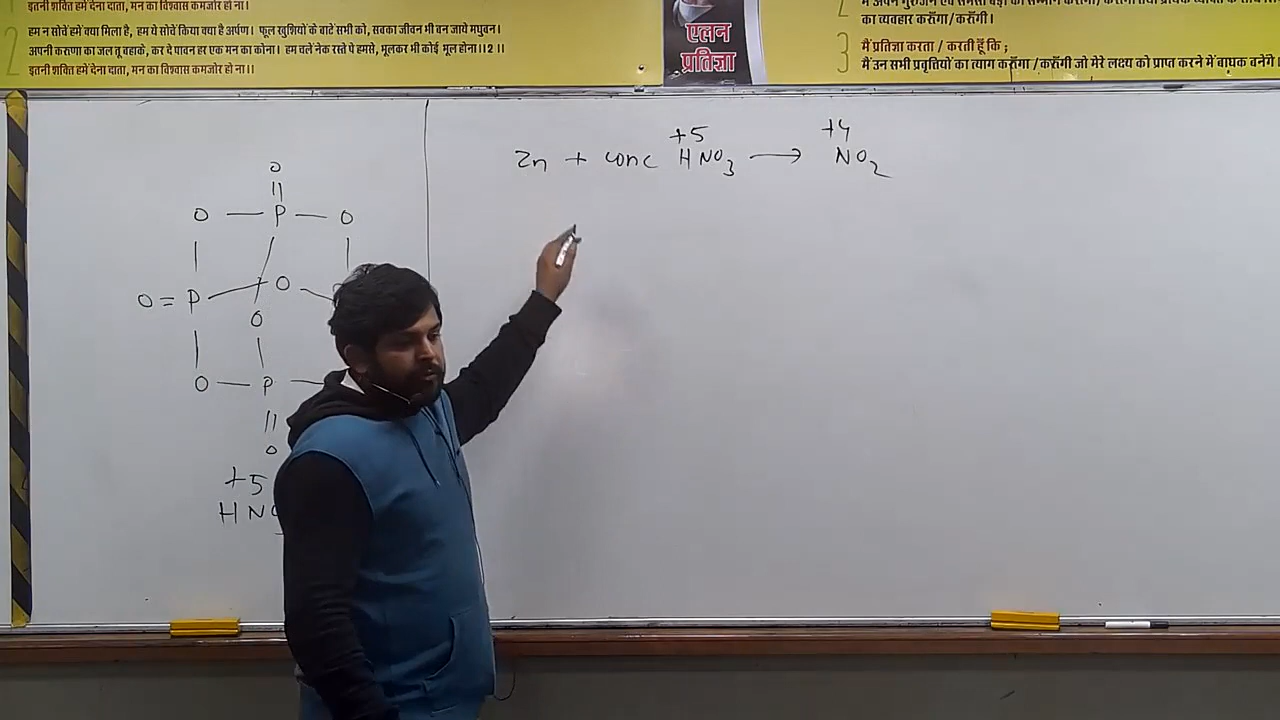 इतनी शक्ति हमें देना दाता, मन का विश्वास कमजोर हो ना।
2
हम न सोचें हमें क्या मिला है, हम ये सोचें किया क्या है अर्पण। फूल खुशियों के बाटें सभी को, सबका जीवन भी बन जाये मधुबन।
अपनी करुणा का जल तू बहाके, कर दे पावन हर एक मन का कोना। हम चलें नेक रस्ते पे हमसे, भूलकर भी कोई भूल हो ना।। 2 ।।
इतनी शक्ति हमें देना दाता, मन का विश्वास कमजोर हो ना।।
एलन
प्रतिज्ञा
2
का व्यवहार करूँगा / करूँगी।
3
मैं प्रतिज्ञा करता / करती हूँ कि ;
मैं उन सभी प्रवृत्तियों का त्याग करूँगा / करूँगी जो मेरे लक्ष्य को प्राप्त करने में बाधक बनेंगे।
O
||
O — P — O
| / |
O = P — O
| O
| |
O — P —
||
O
+5
HNO
+5 +4
Zn + conc HNO3 ⟶ NO2